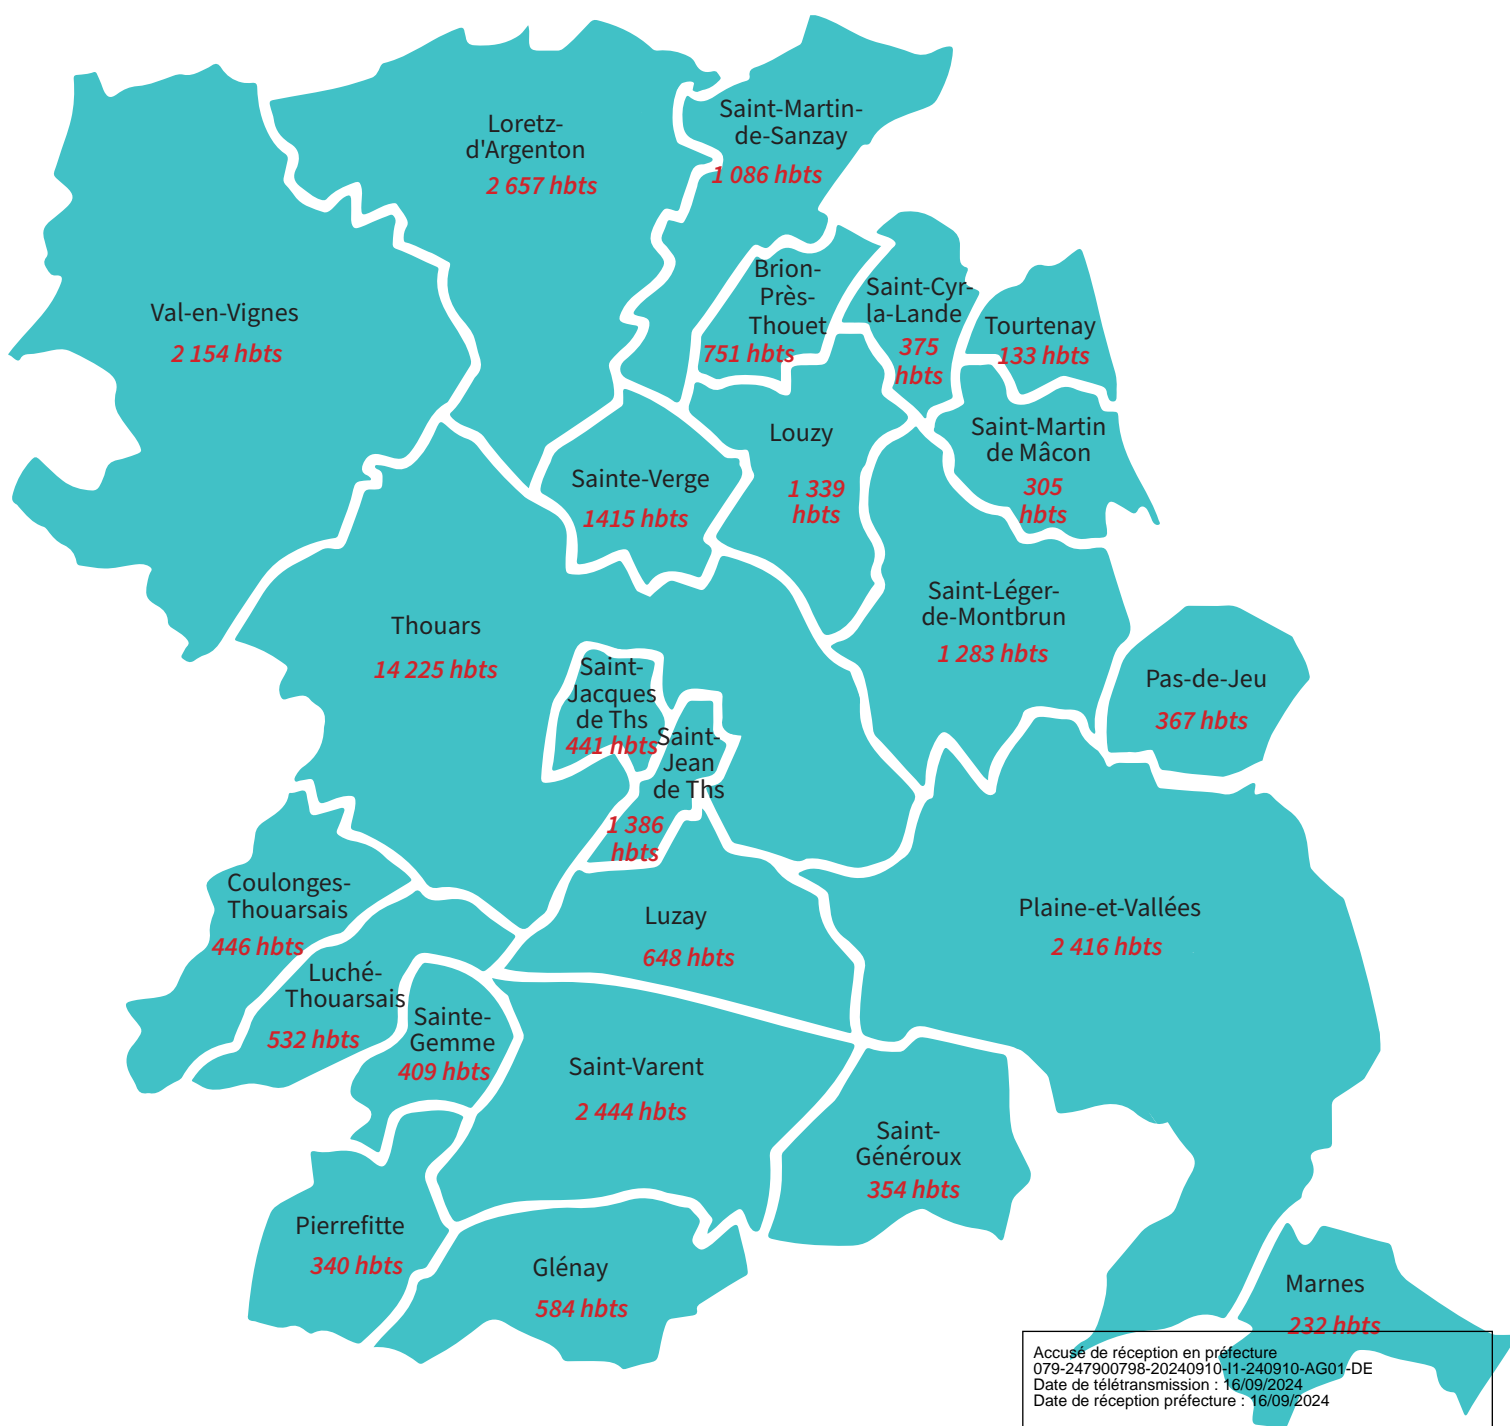 Loretz-
d'Argenton
2 657 hbts
Saint-Martin-
de-Sanzay
1 086 hbts
Val-en-Vignes
2 154 hbts
Brion-
Près-
Thouet
751 hbts
Saint-Cyr-
la-Lande
375
hbts
Tourtenay
133 hbts
Louzy
1 339
hbts
Saint-Martin
de Mâcon
305
hbts
Sainte-Verge
1415 hbts
Saint-Léger-
de-Montbrun
1 283 hbts
Thouars
14 225 hbts
Saint-
Jacques
de Ths
441 hbts
Saint-
Jean
de Ths
1 386
hbts
Pas-de-Jeu
367 hbts
Coulonges-
Thouarsais
446 hbts
Luzay
648 hbts
Plaine-et-Vallées
2 416 hbts
Luché-
Thouarsais
532 hbts
Sainte-
Gemme
409 hbts
Saint-Varent
2 444 hbts
Saint-
Généroux
354 hbts
Pierrefitte
340 hbts
Glénay
584 hbts
Marnes
232 hbts
Accusé de réception en préfecture
079-247900798-20240910-I1-240910-AG01-DE
Date de télétransmission : 16/09/2024
Date de réception préfecture : 16/09/2024